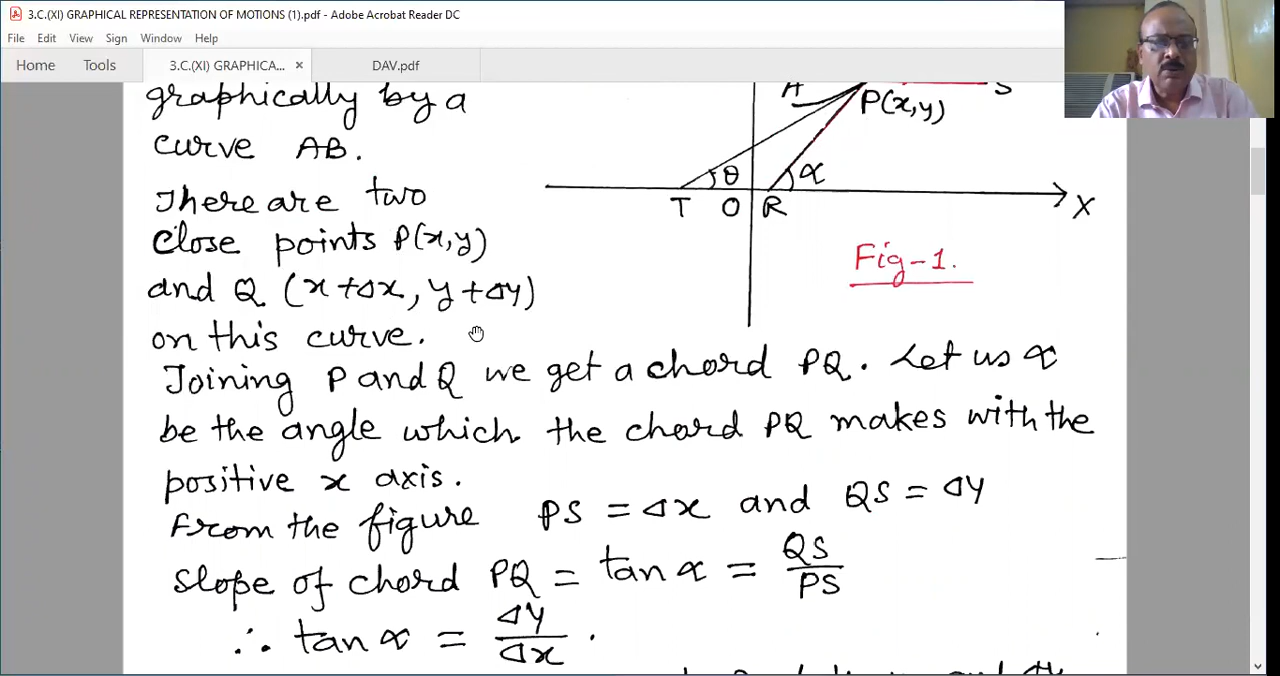 3.C.(XI) GRAPHICAL REPRESENTATION OF MOTIONS (1).pdf - Adobe Acrobat Reader DC
File Edit View Sign Window Help
Home Tools 3.C.(XI) GRAPHICA... × DAV.pdf
graphically by a
curve AB.
There are two
close points P(x,y)
and Q (x+Δx, y+Δy)
on this curve.
A P(x,y) S
θ α
T O R X
Fig-1.
Joining P and Q we get a chord PQ. Let us α
be the angle which the chord PQ makes with the
positive x axis.
From the figure PS = Δx and QS = Δy
slope of chord PQ = tan α = QS/PS
∴ tan α = Δy/Δx .